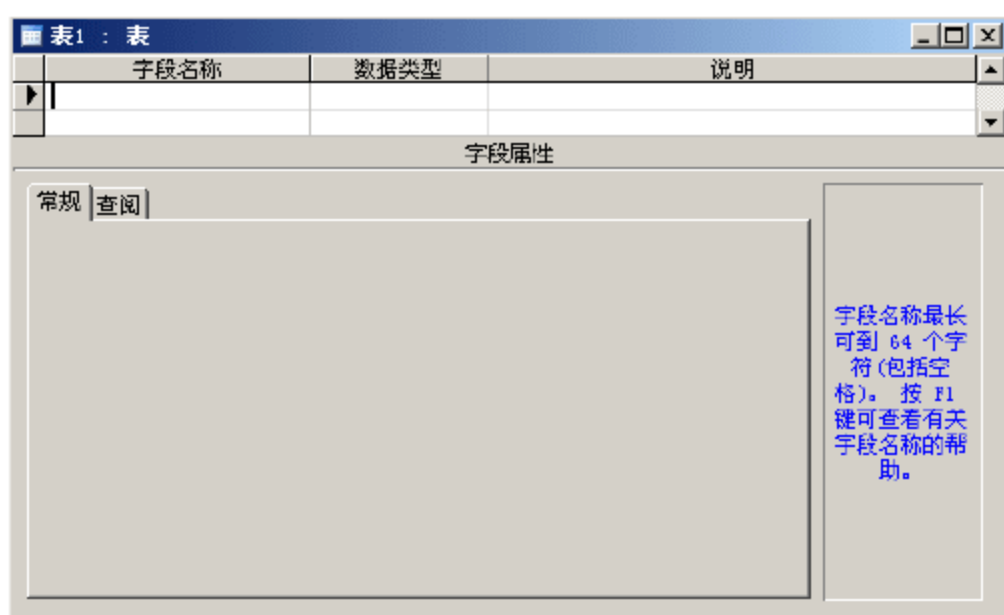 表1 : 表
字段名称 数据类型 说明
字段属性
常规 查阅
字段名称最长
可到 64 个字
符(包括空
格)。 按 F1
键可查看有关
字段名称的帮
助。